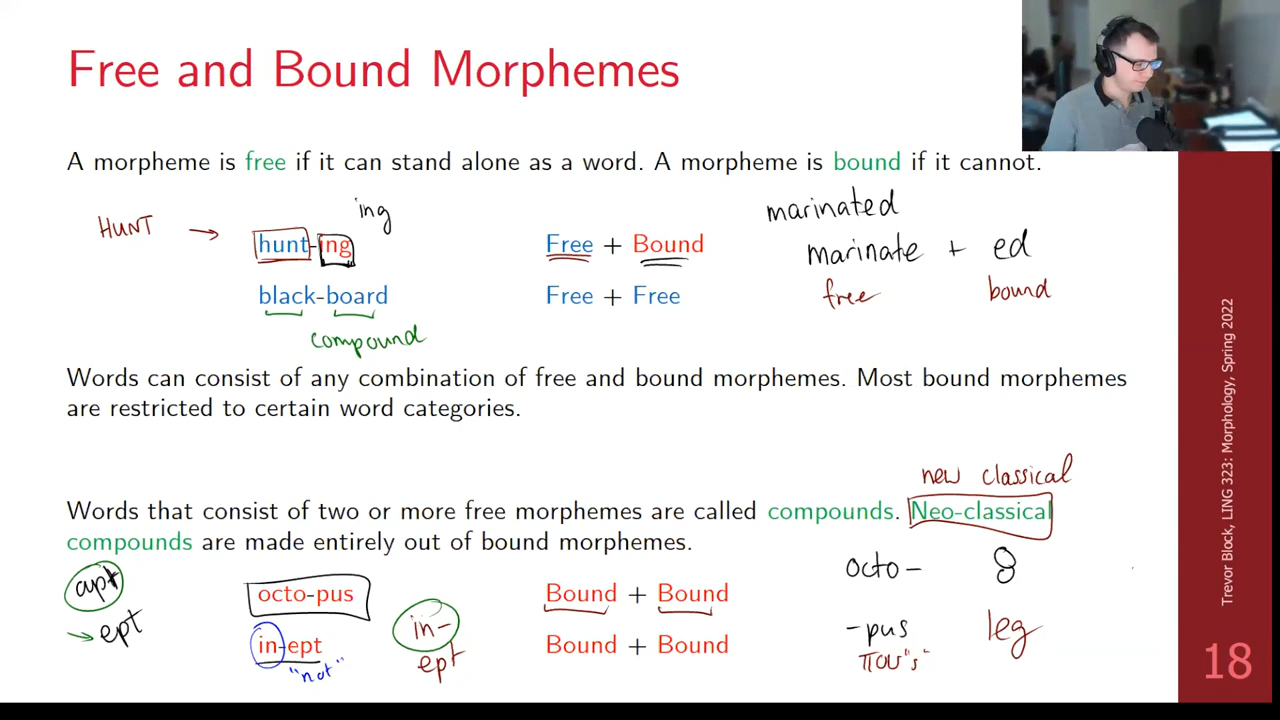 Free and Bound Morphemes
A morpheme is free if it can stand alone as a word. A morpheme is bound if it cannot.
marinated
ing
HUNT → hunt-ing Free + Bound marinate + ed
free bound
black-board Free + Free
compound
Words can consist of any combination of free and bound morphemes. Most bound morphemes
are restricted to certain word categories.
new classical
Words that consist of two or more free morphemes are called compounds. Neo-classical
compounds are made entirely out of bound morphemes.
octo- 8
apt octo-pus Bound + Bound
→ ept in- -pus leg
in-ept ept Bound + Bound
"not" που"s"
Trevor Block, LING 323: Morphology, Spring 2022
18